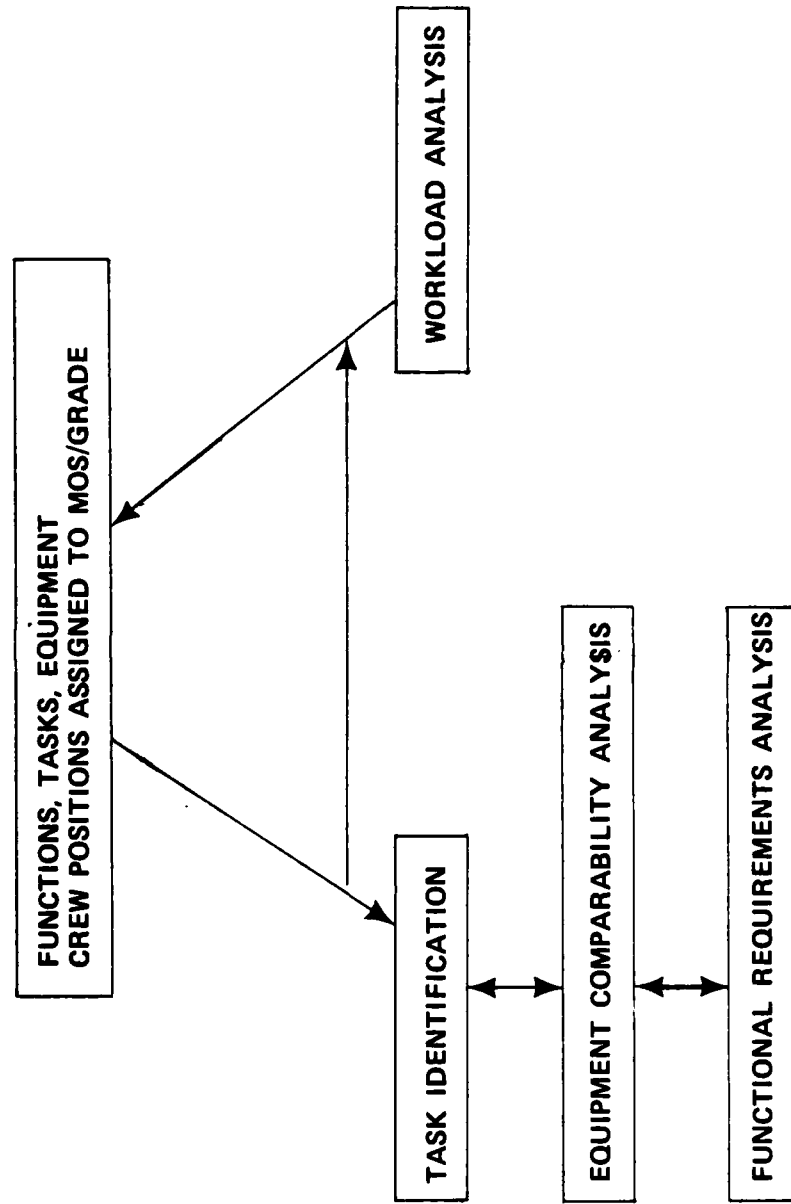 FUNCTIONS, TASKS, EQUIPMENT
CREW POSITIONS ASSIGNED TO MOS/GRADE
TASK IDENTIFICATION
WORKLOAD ANALYSIS
EQUIPMENT COMPARABILITY ANALYSIS
FUNCTIONAL REQUIREMENTS ANALYSIS